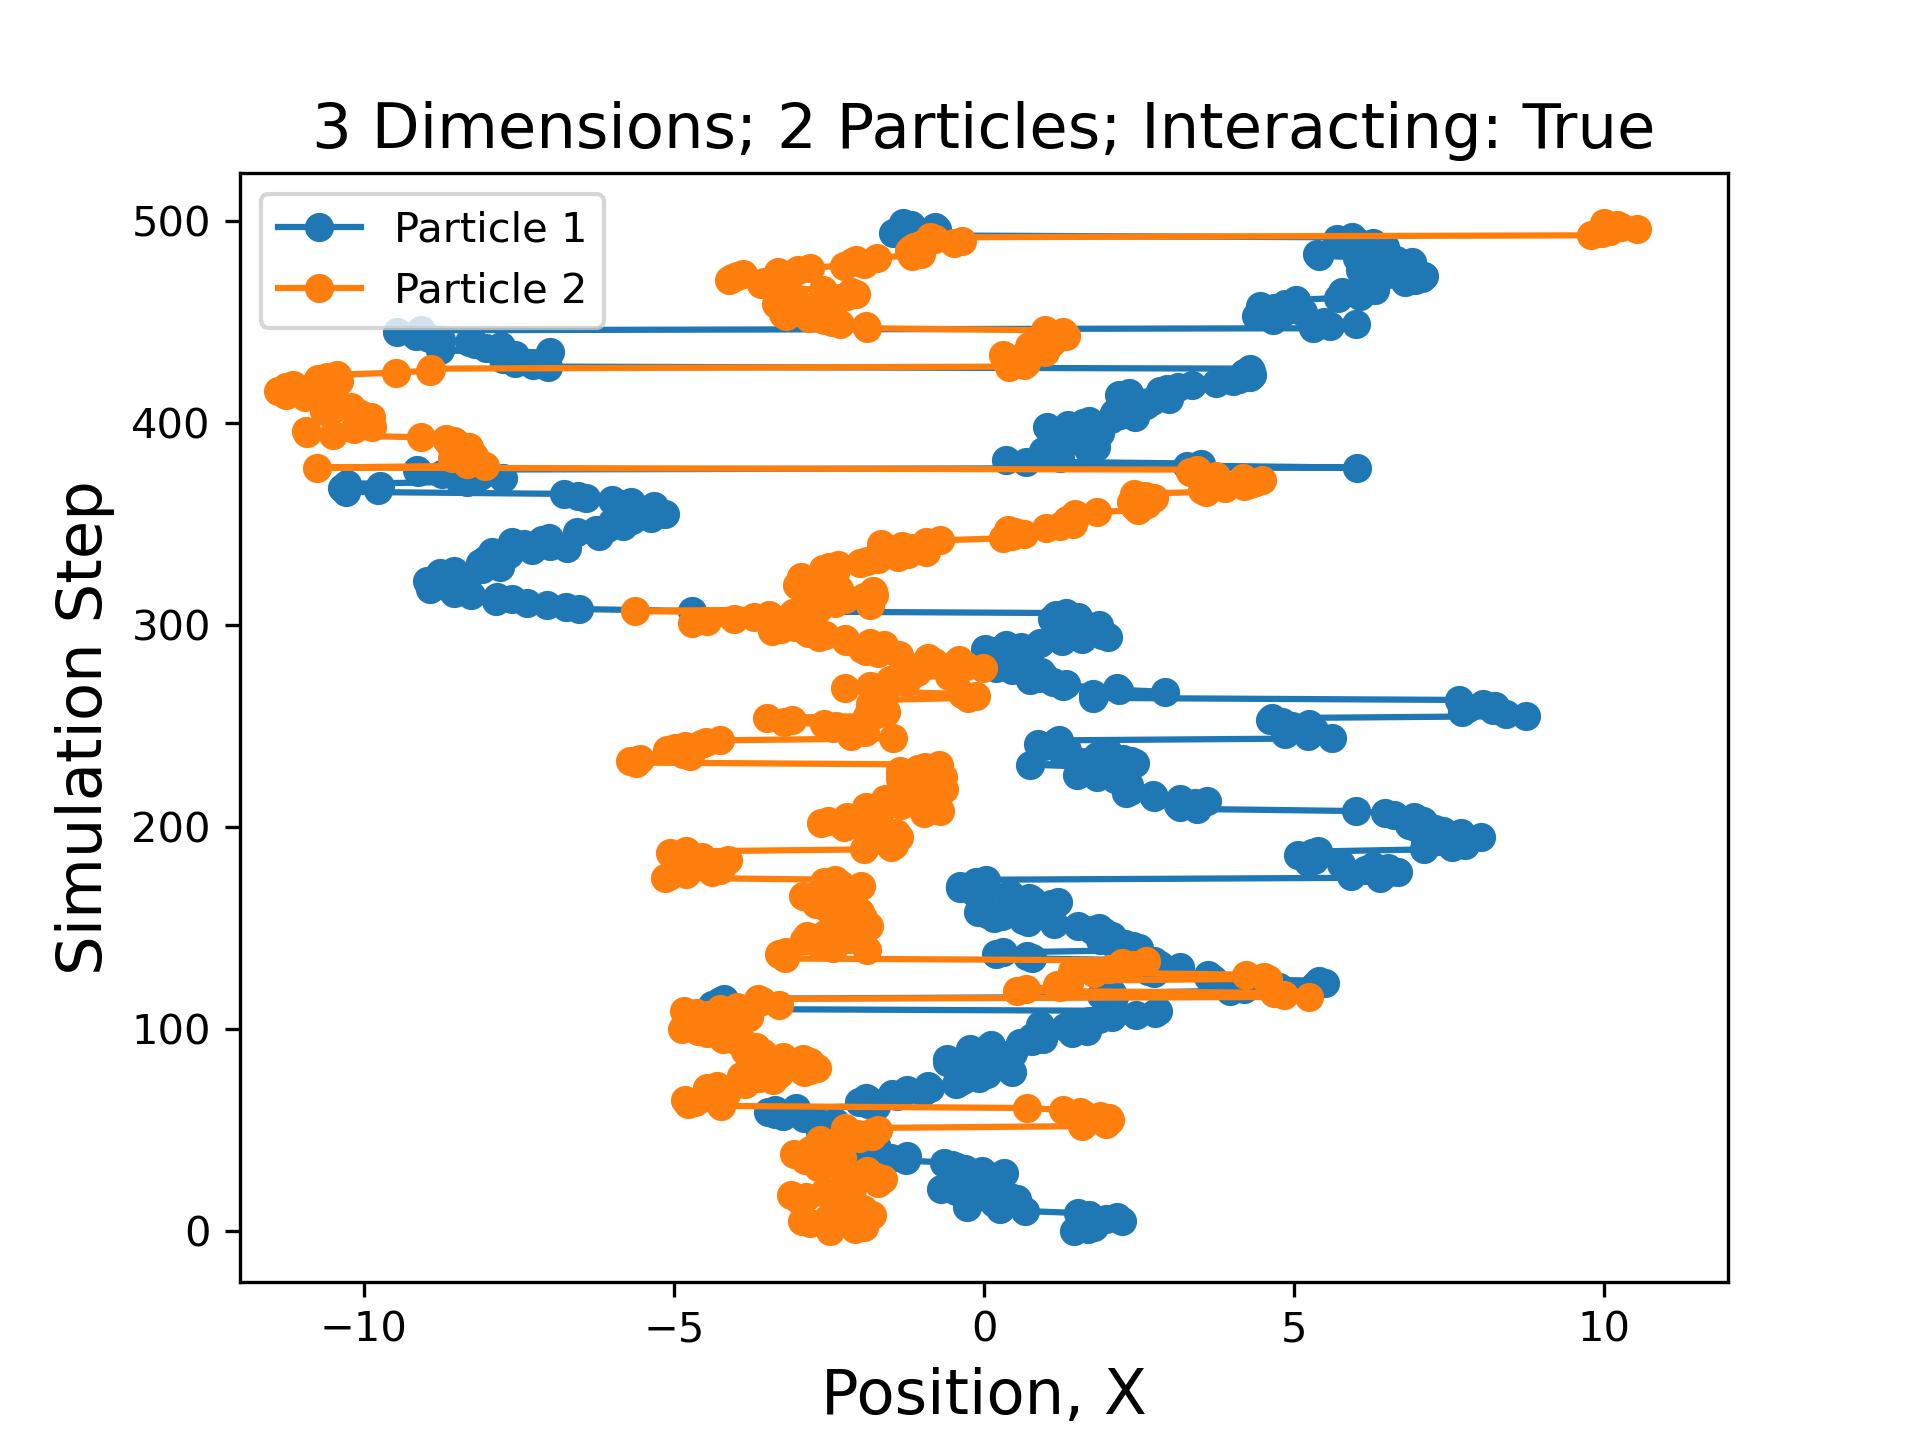 3 Dimensions; 2 Particles; Interacting: True
Particle 1
Particle 2
500
400
300
200
100
0
Simulation Step
−10
−5
0
5
10
Position, X